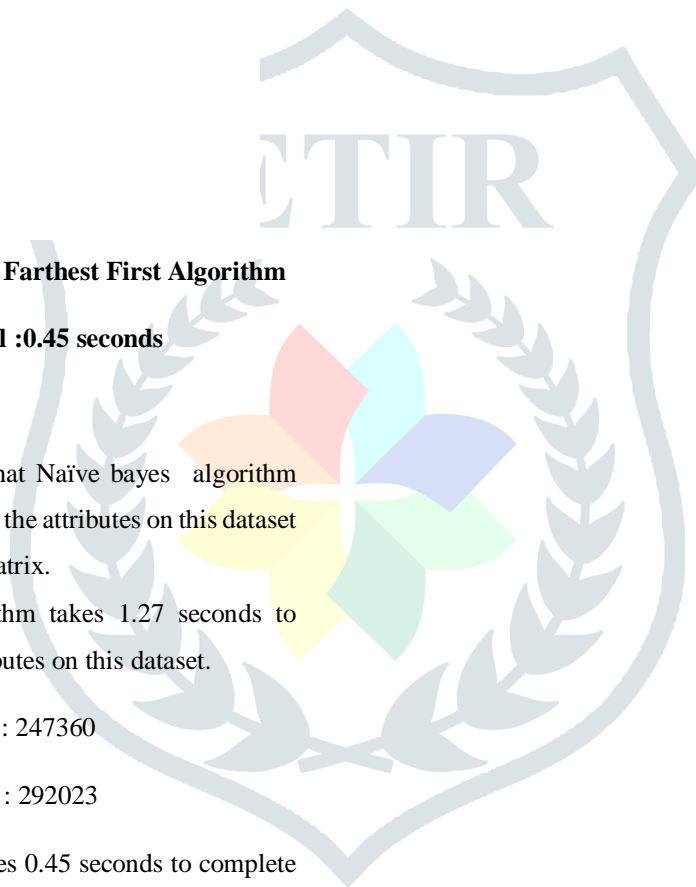 ETIR
Farthest First Algorithm
l :0.45 seconds
hat Naïve bayes algorithm
the attributes on this dataset
atrix.
thm takes 1.27 seconds to
butes on this dataset.
: 247360
: 292023
es 0.45 seconds to complete